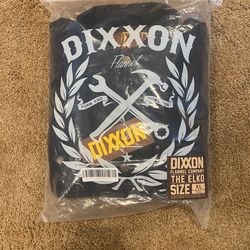 DIXXON
Flannel
DIXXON
DIXXON
FLANNEL COMPANY
THE ELKO
SIZE XL